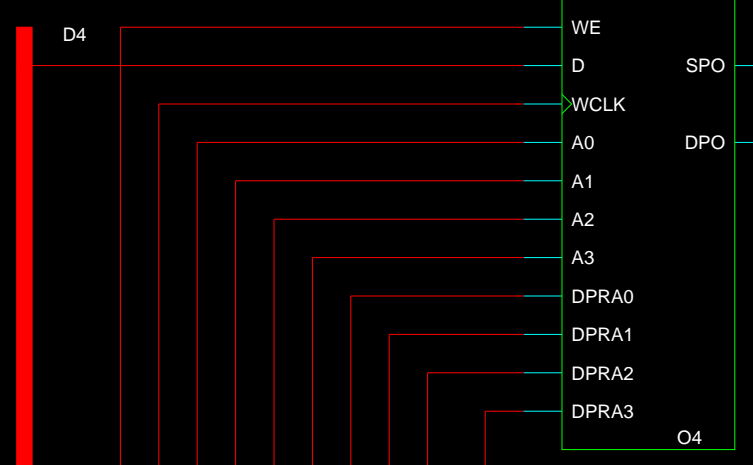 WE
D4
D
SPO
WCLK
A0
DPO
A1
A2
A3
DPRA0
DPRA1
DPRA2
DPRA3
O4